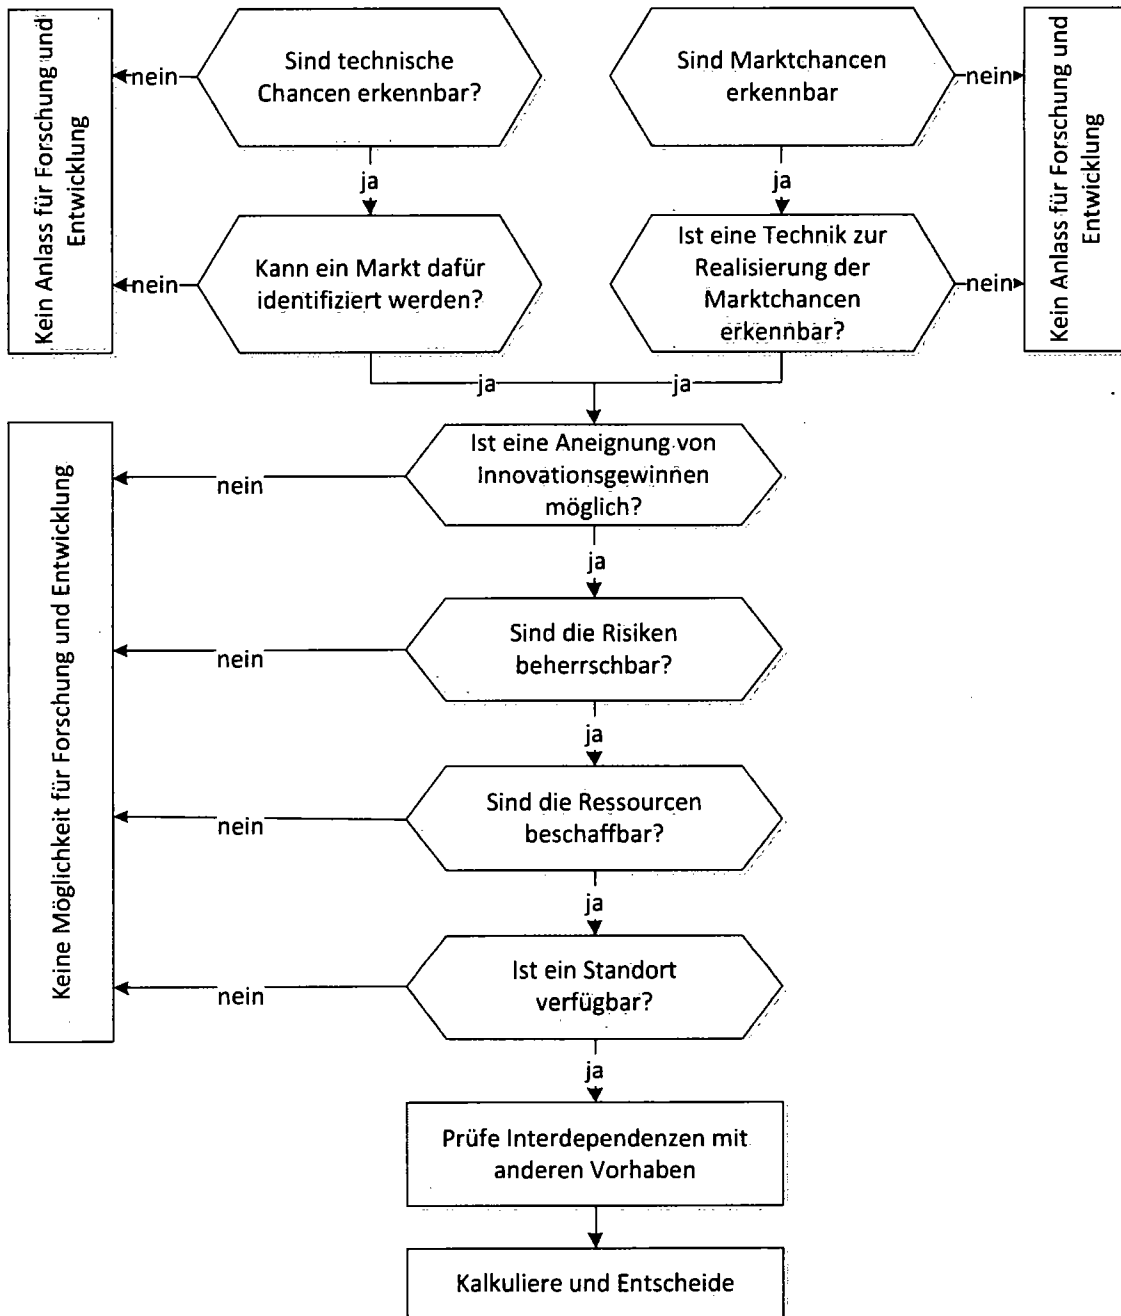 Kein Anlass für Forschung und
Entwicklung
nein
Sind technische
Chancen erkennbar?
Sind Marktchancen
erkennbar
nein
Kein Anlass für Forschung und
Entwicklung
ja
ja
nein
Kann ein Markt dafür
identifiziert werden?
Ist eine Technik zur
Realisierung der
Marktchancen
erkennbar?
nein
ja
ja
Keine Möglichkeit für Forschung und Entwicklung
nein
Ist eine Aneignung von
Innovationsgewinnen
möglich?
ja
nein
Sind die Risiken
beherrschbar?
ja
nein
Sind die Ressourcen
beschaffbar?
ja
nein
Ist ein Standort
verfügbar?
ja
Prüfe Interdependenzen mit
anderen Vorhaben
Kalkuliere und Entscheide